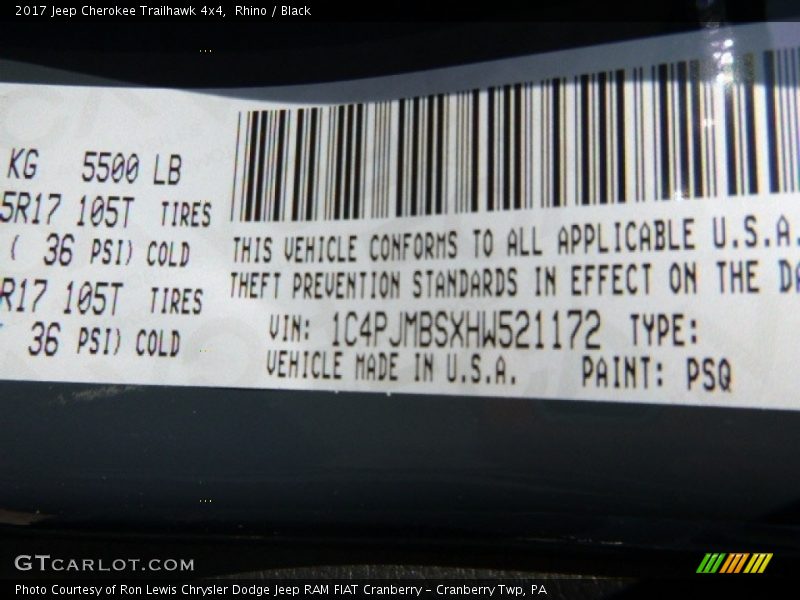 2017 Jeep Cherokee Trailhawk 4x4,  Rhino / Black
KG 5500 LB
5R17 105T TIRES
( 36 PSI) COLD
R17 105T TIRES
36 PSI) COLD
THIS VEHICLE CONFORMS TO ALL APPLICABLE U.S.A.
THEFT PREVENTION STANDARDS IN EFFECT ON THE DA
VIN: 1C4PJMBSXHW521172 TYPE:
VEHICLE MADE IN U.S.A. PAINT: PSQ
GTCARLOT.COM
Photo Courtesy of Ron Lewis Chrysler Dodge Jeep RAM FIAT Cranberry - Cranberry Twp, PA